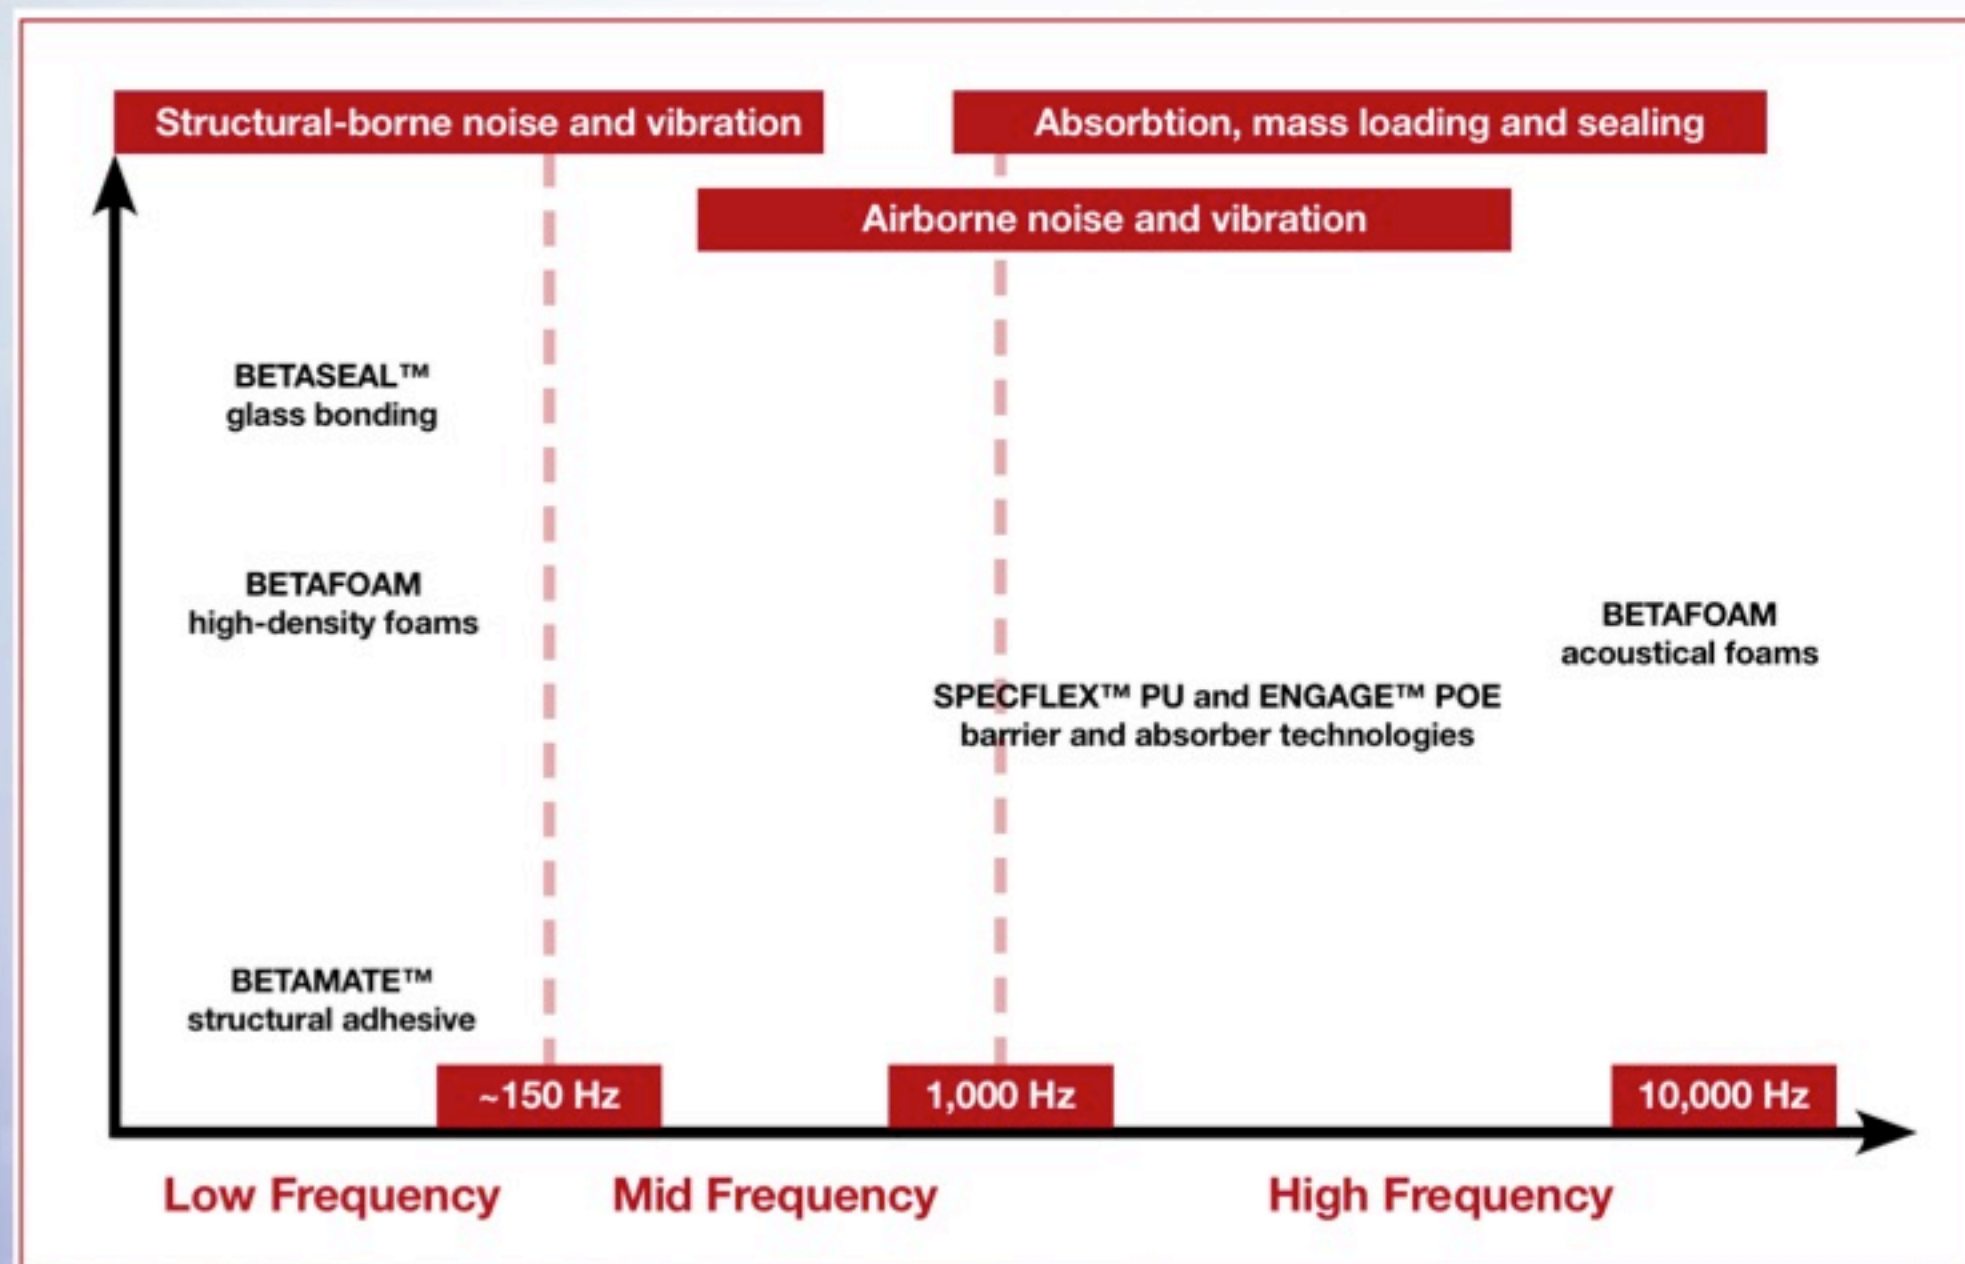 Structural-borne noise and vibration
Absorbtion, mass loading and sealing
Airborne noise and vibration
BETASEAL™
glass bonding
BETAFOAM
high-density foams
BETAFOAM
acoustical foams
SPECFLEX™ PU and ENGAGE™ POE
barrier and absorber technologies
BETAMATE™
structural adhesive
~150 Hz
1,000 Hz
10,000 Hz
Low Frequency
Mid Frequency
High Frequency